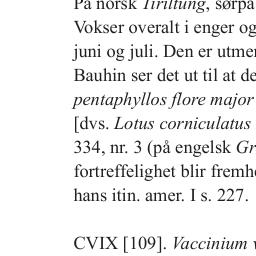 På norsk Tiriltung, sørpå
Vokser overalt i enger og
juni og juli. Den er utmer
Bauhin ser det ut til at de
pentaphyllos flore major
[dvs. Lotus corniculatus
334, nr. 3 (på engelsk Gr
fortreffelighet blir fremh
hans itin. amer. I s. 227.
CVIX [109]. Vaccinium v